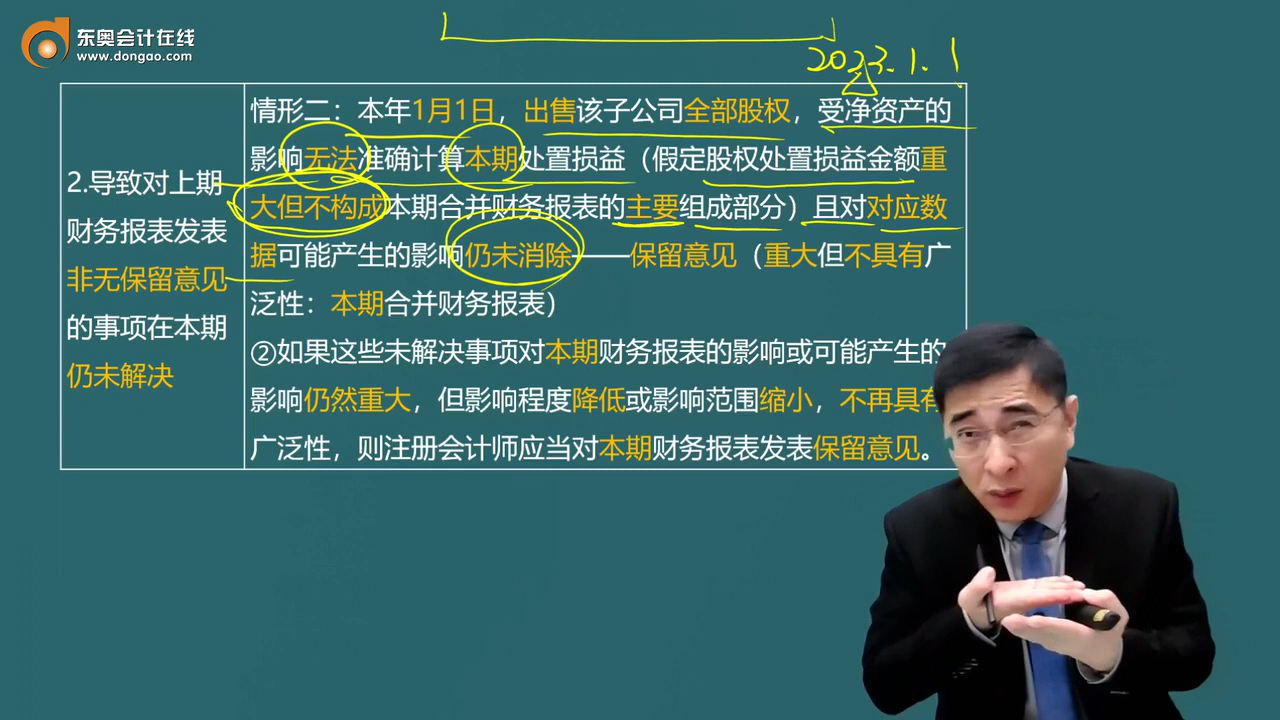 东奥会计在线
www.dongao.com
2023.1.1
2.导致对上期
财务报表发表
非无保留意见
的事项在本期
仍未解决
情形二：本年1月1日，出售该子公司全部股权，受净资产的
影响无法准确计算本期处置损益（假定股权处置损益金额重
大但不构成本期合并财务报表的主要组成部分）且对对应数
据可能产生的影响仍未消除——保留意见（重大但不具有广
泛性：本期合并财务报表）
②如果这些未解决事项对本期财务报表的影响或可能产生的
影响仍然重大，但影响程度降低或影响范围缩小，不再具有
广泛性，则注册会计师应当对本期财务报表发表保留意见。